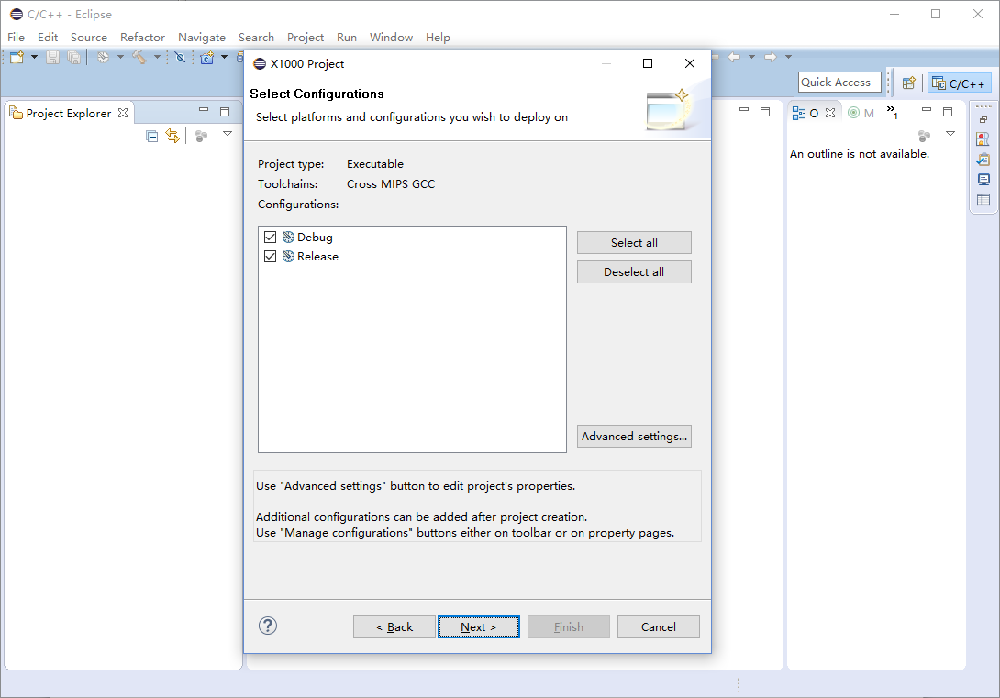 C/C++ - Eclipse
File Edit Source Refactor Navigate Search Project Run Window Help
Quick Access
C/C++
Project Explorer
X1000 Project
Select Configurations
Select platforms and configurations you wish to deploy on
Project type: Executable
Toolchains: Cross MIPS GCC
Configurations:
Debug
Release
Select all
Deselect all
Advanced settings...
Use "Advanced settings" button to edit project's properties.
Additional configurations can be added after project creation.
Use "Manage configurations" buttons either on toolbar or on property pages.
? < Back Next > Finish Cancel
O M »1
An outline is not available.